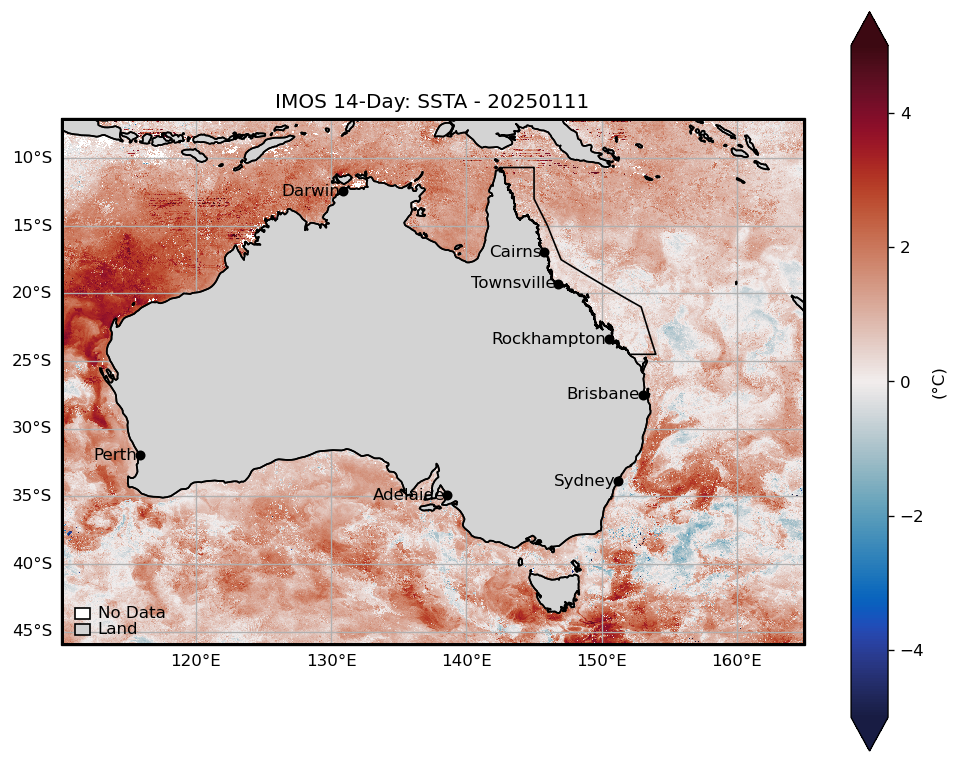 IMOS 14-Day: SSTA - 20250111
10°S
15°S
20°S
25°S
30°S
35°S
40°S
45°S
Darwin
Cairns
Townsville
Rockhampton
Brisbane
Perth
Sydney
Adelaide
No Data
Land
120°E
130°E
140°E
150°E
160°E
4
2
0
−2
−4
(°C)